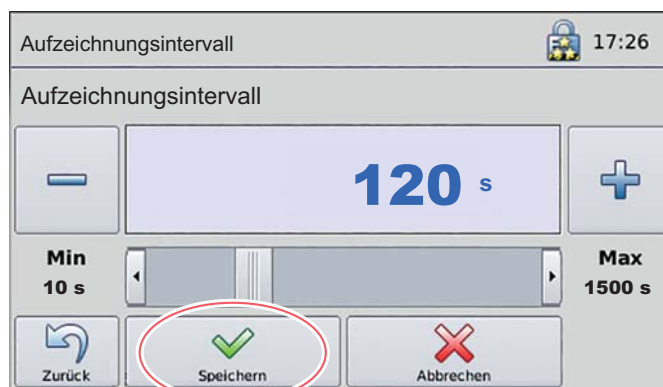 Aufzeichnungsintervall 17:26
Aufzeichnungsintervall
120 s
Min Max
10 s 1500 s
Zurück Speichern Abbrechen